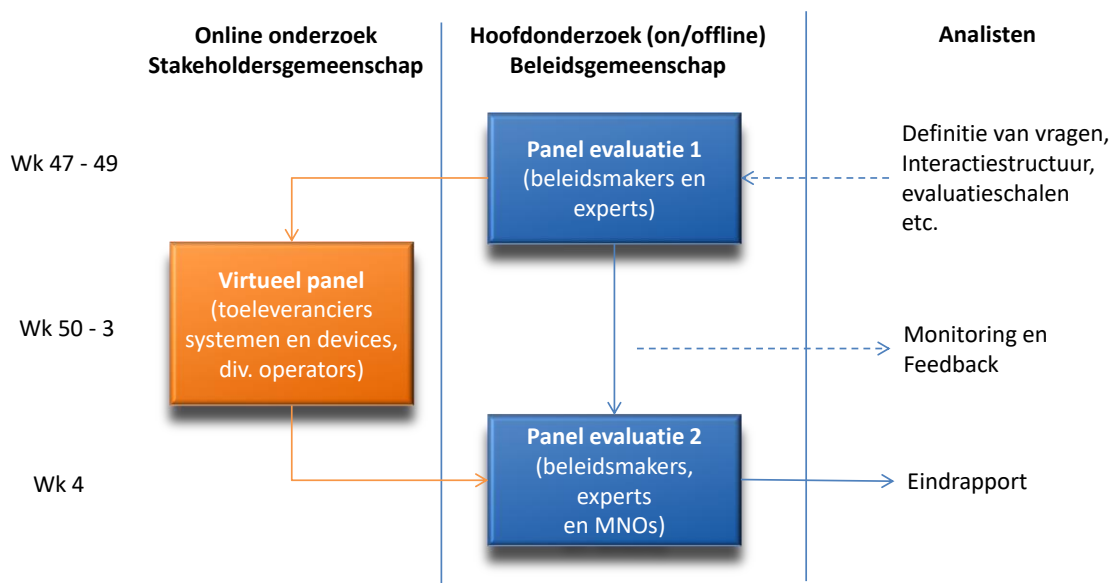 Online onderzoek
Stakeholdersgemeenschap
Hoofdonderzoek (on/offline)
Beleidsgemeenschap
Analisten
Wk 47 - 49
Panel evaluatie 1
(beleidsmakers en
experts)
Definitie van vragen,
Interactiestructuur,
evaluatieschalen
etc.
Wk 50 - 3
Virtueel panel
(toeleveranciers
systemen en devices,
div. operators)
Monitoring en
Feedback
Wk 4
Panel evaluatie 2
(beleidsmakers,
experts
en MNOs)
Eindrapport